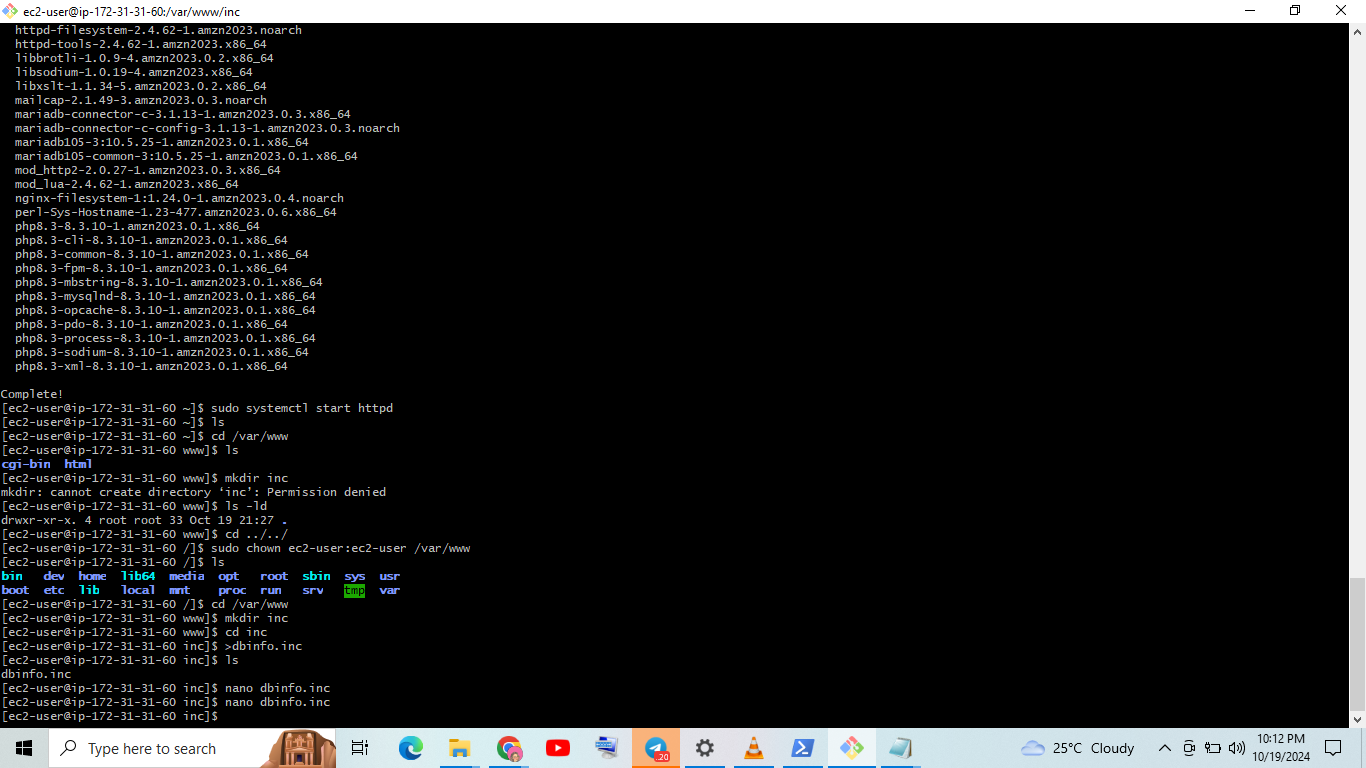 ec2-user@ip-172-31-31-60:/var/www/inc
httpd-filesystem-2.4.62-1.amzn2023.noarch
httpd-tools-2.4.62-1.amzn2023.x86_64
libbrotli-1.0.9-4.amzn2023.0.2.x86_64
libsodium-1.0.19-4.amzn2023.x86_64
libxslt-1.1.34-5.amzn2023.0.2.x86_64
mailcap-2.1.49-3.amzn2023.0.3.noarch
mariadb-connector-c-3.1.13-1.amzn2023.0.3.x86_64
mariadb-connector-c-config-3.1.13-1.amzn2023.0.3.noarch
mariadb105-3:10.5.25-1.amzn2023.0.1.x86_64
mariadb105-common-3:10.5.25-1.amzn2023.0.1.x86_64
mod_http2-2.0.27-1.amzn2023.0.3.x86_64
mod_lua-2.4.62-1.amzn2023.x86_64
nginx-filesystem-1:1.24.0-1.amzn2023.0.4.noarch
perl-Sys-Hostname-1.23-477.amzn2023.0.6.x86_64
php8.3-8.3.10-1.amzn2023.0.1.x86_64
php8.3-cli-8.3.10-1.amzn2023.0.1.x86_64
php8.3-common-8.3.10-1.amzn2023.0.1.x86_64
php8.3-fpm-8.3.10-1.amzn2023.0.1.x86_64
php8.3-mbstring-8.3.10-1.amzn2023.0.1.x86_64
php8.3-mysqlnd-8.3.10-1.amzn2023.0.1.x86_64
php8.3-opcache-8.3.10-1.amzn2023.0.1.x86_64
php8.3-pdo-8.3.10-1.amzn2023.0.1.x86_64
php8.3-process-8.3.10-1.amzn2023.0.1.x86_64
php8.3-sodium-8.3.10-1.amzn2023.0.1.x86_64
php8.3-xml-8.3.10-1.amzn2023.0.1.x86_64
Complete!
[ec2-user@ip-172-31-31-60 ~]$ sudo systemctl start httpd
[ec2-user@ip-172-31-31-60 ~]$ ls
[ec2-user@ip-172-31-31-60 ~]$ cd /var/www
[ec2-user@ip-172-31-31-60 www]$ ls
cgi-bin html
[ec2-user@ip-172-31-31-60 www]$ mkdir inc
mkdir: cannot create directory ‘inc’: Permission denied
[ec2-user@ip-172-31-31-60 www]$ ls -ld
drwxr-xr-x. 4 root root 33 Oct 19 21:27 .
[ec2-user@ip-172-31-31-60 www]$ cd ../../
[ec2-user@ip-172-31-31-60 /]$ sudo chown ec2-user:ec2-user /var/www
[ec2-user@ip-172-31-31-60 /]$ ls
bin dev home lib64 media opt root sbin sys usr
boot etc lib local mnt proc run srv tmp var
[ec2-user@ip-172-31-31-60 /]$ cd /var/www
[ec2-user@ip-172-31-31-60 www]$ mkdir inc
[ec2-user@ip-172-31-31-60 www]$ cd inc
[ec2-user@ip-172-31-31-60 inc]$ >dbinfo.inc
[ec2-user@ip-172-31-31-60 inc]$ ls
dbinfo.inc
[ec2-user@ip-172-31-31-60 inc]$ nano dbinfo.inc
[ec2-user@ip-172-31-31-60 inc]$ nano dbinfo.inc
[ec2-user@ip-172-31-31-60 inc]$
Type here to search
20
25°C Cloudy
10:12 PM
10/19/2024